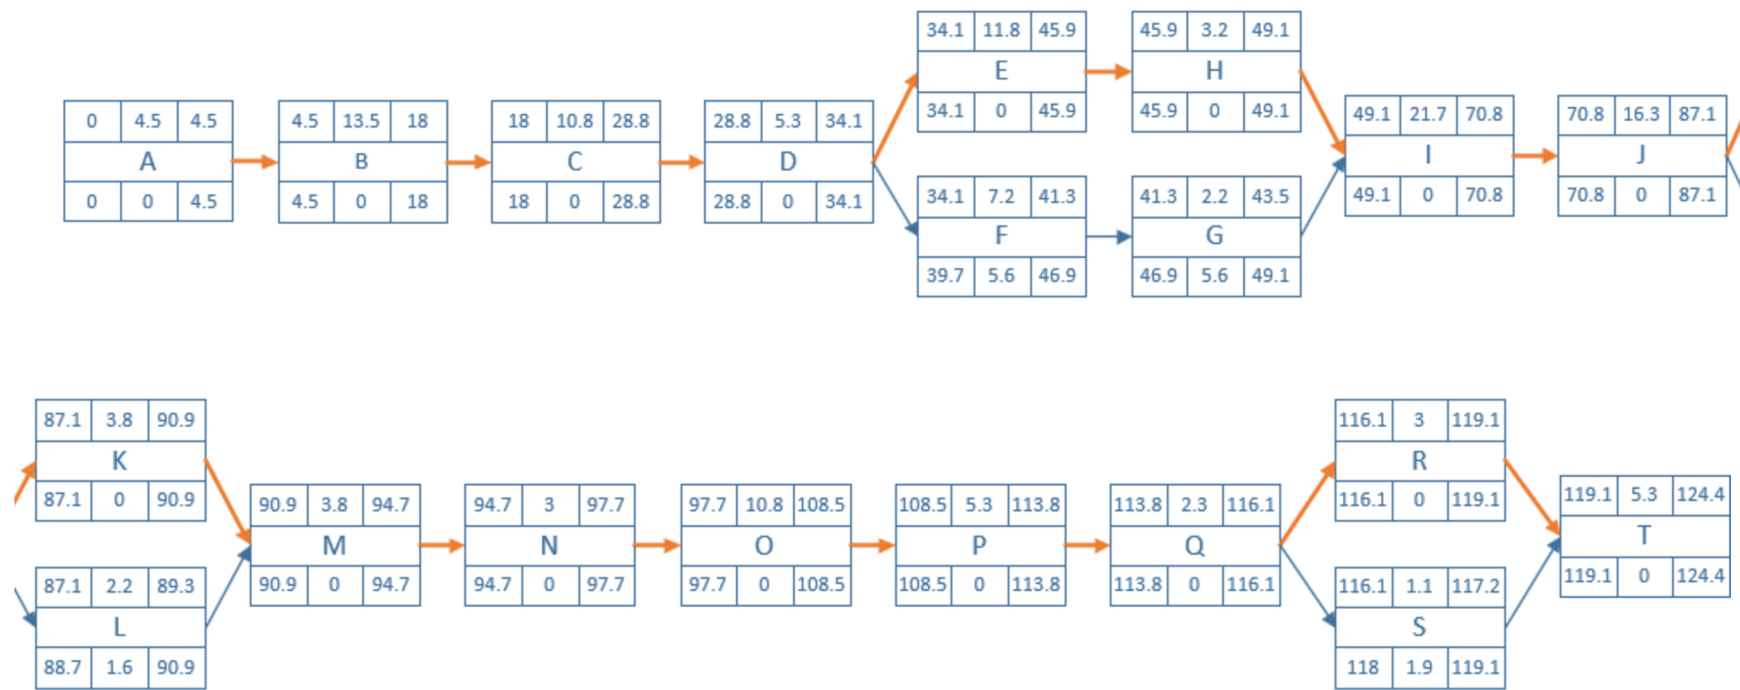 34.1 11.8 45.9
E
34.1 0 45.9
45.9 3.2 49.1
H
45.9 0 49.1
0 4.5 4.5
A
0 0 4.5
4.5 13.5 18
B
4.5 0 18
18 10.8 28.8
C
18 0 28.8
28.8 5.3 34.1
D
28.8 0 34.1
34.1 7.2 41.3
F
39.7 5.6 46.9
41.3 2.2 43.5
G
46.9 5.6 49.1
49.1 21.7 70.8
I
49.1 0 70.8
70.8 16.3 87.1
J
70.8 0 87.1
87.1 3.8 90.9
K
87.1 0 90.9
87.1 2.2 89.3
L
88.7 1.6 90.9
90.9 3.8 94.7
M
90.9 0 94.7
94.7 3 97.7
N
94.7 0 97.7
97.7 10.8 108.5
O
97.7 0 108.5
108.5 5.3 113.8
P
108.5 0 113.8
113.8 2.3 116.1
Q
113.8 0 116.1
116.1 3 119.1
R
116.1 0 119.1
116.1 1.1 117.2
S
118 1.9 119.1
119.1 5.3 124.4
T
119.1 0 124.4